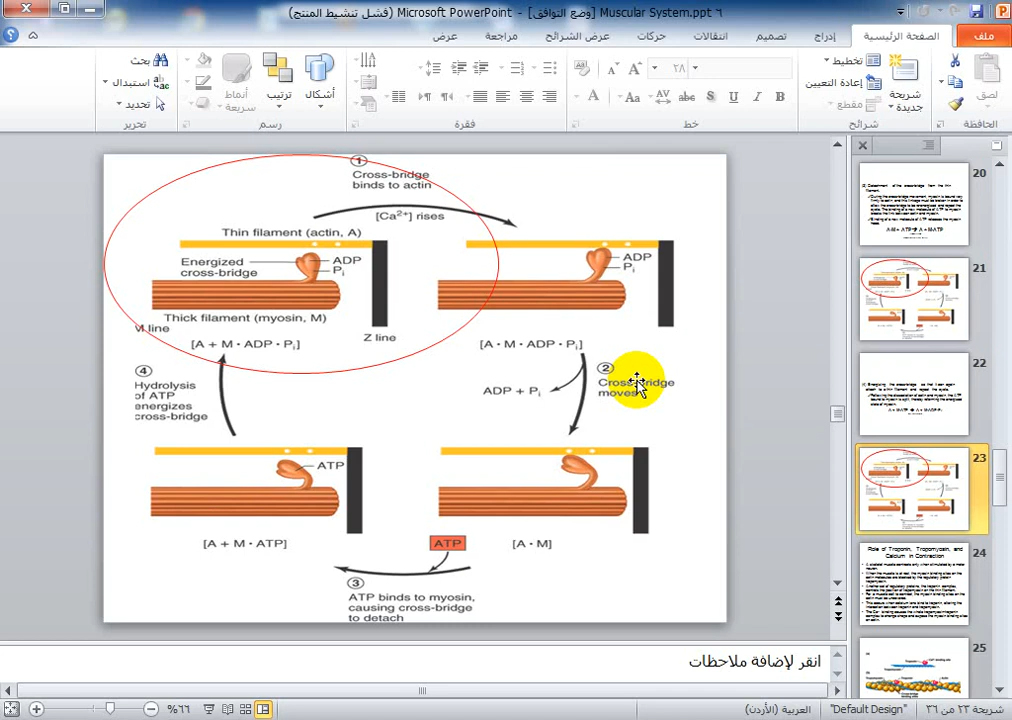 Muscular System.ppt ٦ [وضع التوافق] - Microsoft PowerPoint (فشل تنشيط المنتج)
ملف
الصفحة الرئيسية
إدراج
تصميم
انتقالات
حركات
عرض الشرائح
مراجعة
عرض
لصق
الحافظة
شريحة
جديدة
تخطيط
إعادة التعيين
مقطع
شرائح
٢٨
خط
فقرة
أشكال
ترتيب
أنماط
سريعة
رسم
بحث
استبدال
تحديد
تحرير
1
Cross-bridge
binds to actin
[Ca2+] rises
Thin filament (actin, A)
Energized
cross-bridge
ADP
Pi
ADP
Pi
Thick filament (myosin, M)
M line
Z line
[A + M · ADP · Pi]
[A · M · ADP · Pi]
4
Hydrolysis
of ATP
energizes
cross-bridge
ADP + Pi
2
Cross-bridge
moves
ATP
[A + M · ATP]
ATP
[A · M]
3
ATP binds to myosin,
causing cross-bridge
to detach
20
21
22
23
24
Role of Troponin, Tropomyosin, and
Calcium in Contraction
25
انقر لإضافة ملاحظات
شريحة ٢٣ من ٣٦
"Default Design"
العربية (الأردن)
٦٦%